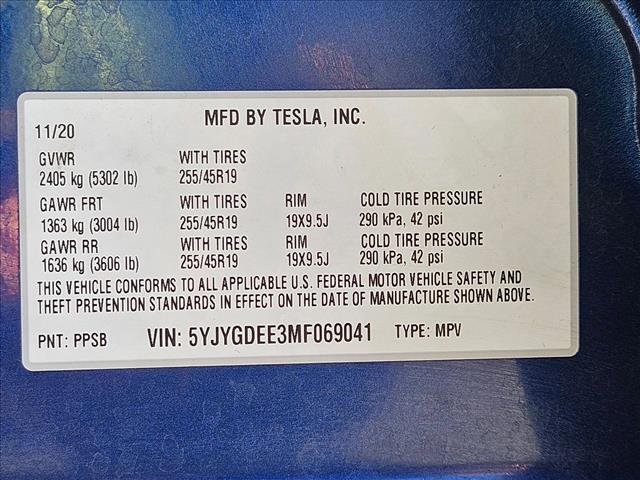 MFD BY TESLA, INC.
11/20
GVWR WITH TIRES
2405 kg (5302 lb) 255/45R19
GAWR FRT WITH TIRES RIM COLD TIRE PRESSURE
1363 kg (3004 lb) 255/45R19 19X9.5J 290 kPa, 42 psi
GAWR RR WITH TIRES RIM COLD TIRE PRESSURE
1636 kg (3606 lb) 255/45R19 19X9.5J 290 kPa, 42 psi
THIS VEHICLE CONFORMS TO ALL APPLICABLE U.S. FEDERAL MOTOR VEHICLE SAFETY AND
THEFT PREVENTION STANDARDS IN EFFECT ON THE DATE OF MANUFACTURE SHOWN ABOVE.
PNT: PPSB VIN: 5YJYGDEE3MF069041 TYPE: MPV